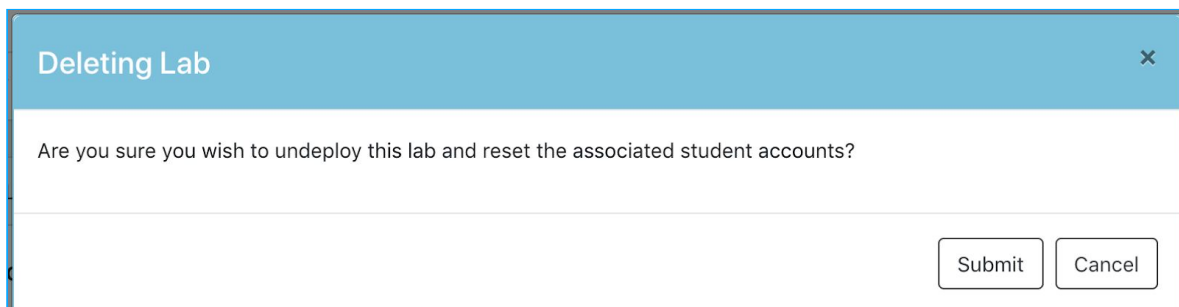 Deleting Lab
×
Are you sure you wish to undeploy this lab and reset the associated student accounts?
Submit Cancel